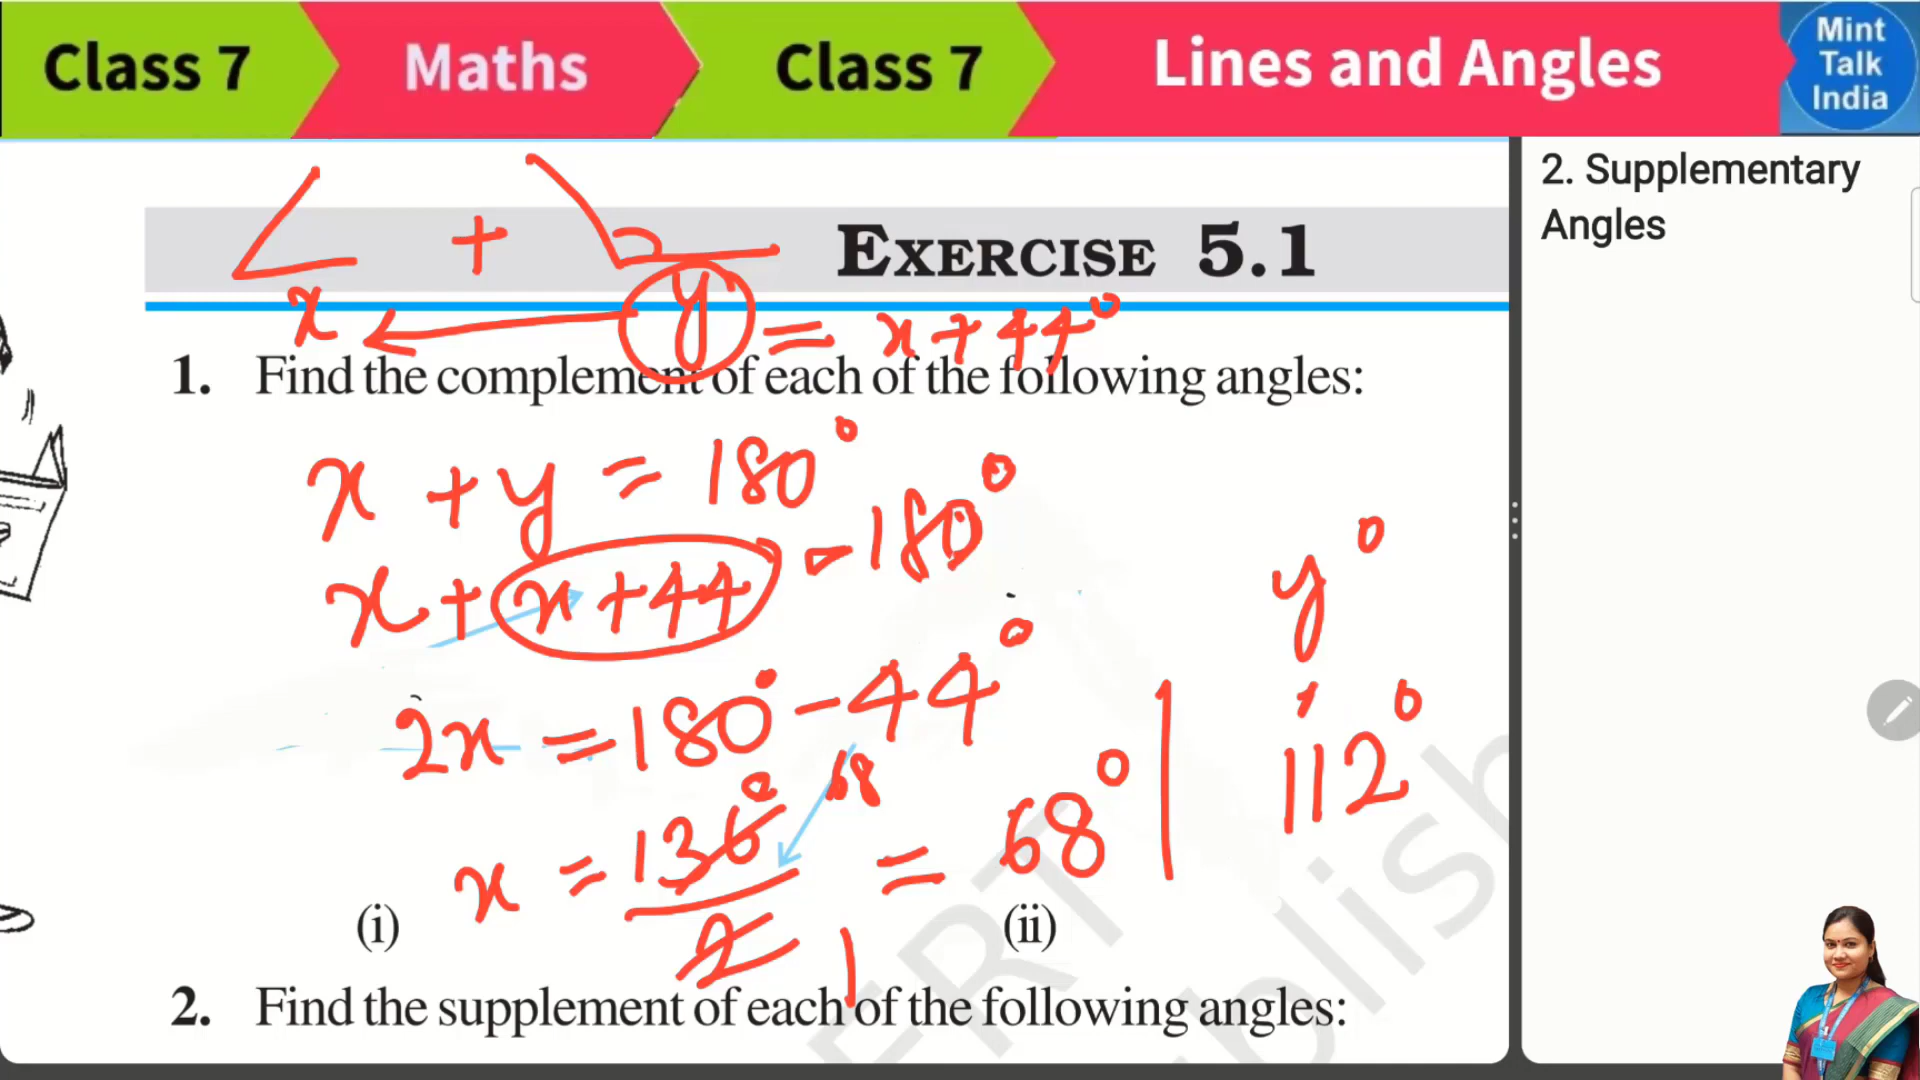 Class 7 Maths Class 7 Lines and Angles
Mint
Talk
India
2. Supplementary
Angles
+
EXERCISE 5.1
x y = x + 44°
1. Find the complement of each of the following angles:
x + y = 180°
x + x + 44 = 180°
y°
2x = 180° - 44°
112°
x = 136° 68 = 68°
2 1
(i) (ii)
2. Find the supplement of each of the following angles: